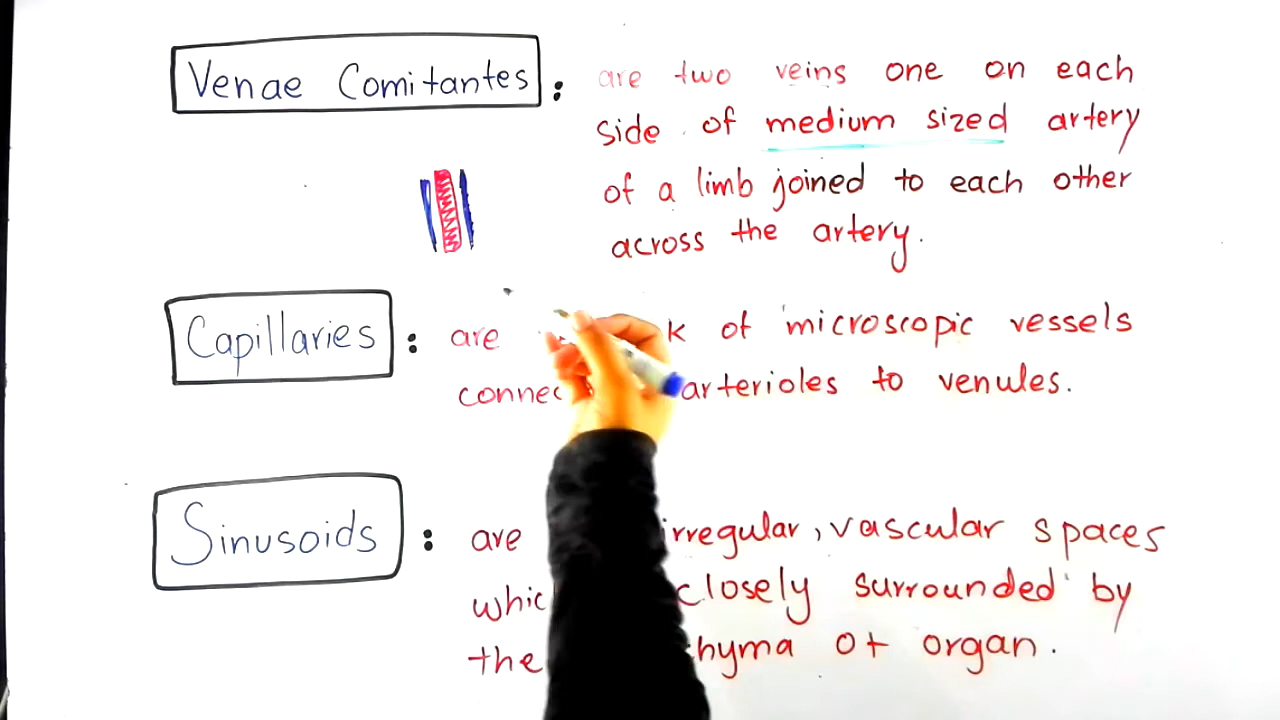 Venae Comitantes : are two veins one on each
side of medium sized artery
of a limb joined to each other
across the artery.
Capillaries : are k of microscopic vessels
connec arterioles to venules.
Sinusoids : are irregular, vascular spaces
whic closely surrounded by
the hyma of organ.